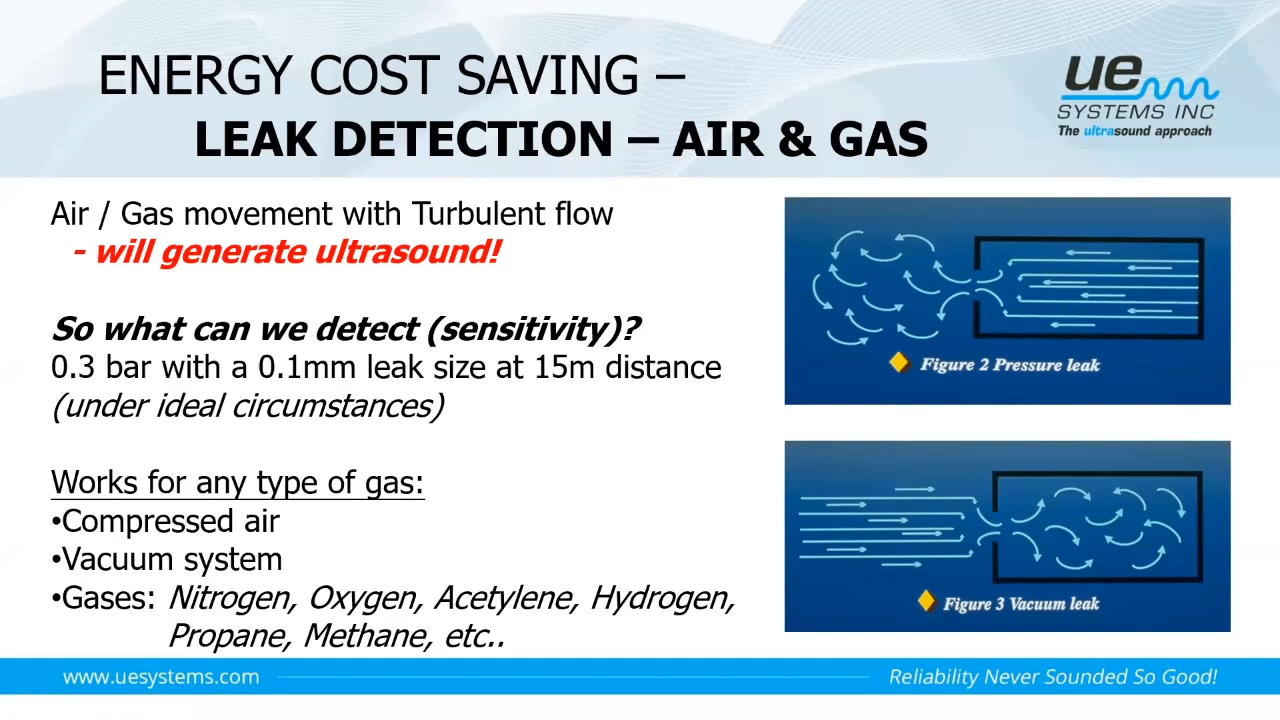 ENERGY COST SAVING –
LEAK DETECTION – AIR & GAS
ue
SYSTEMS INC
The ultrasound approach
Air / Gas movement with Turbulent flow
- will generate ultrasound!
So what can we detect (sensitivity)?
0.3 bar with a 0.1mm leak size at 15m distance
(under ideal circumstances)
Works for any type of gas:
•Compressed air
•Vacuum system
•Gases: Nitrogen, Oxygen, Acetylene, Hydrogen,
Propane, Methane, etc..
Figure 2 Pressure leak
Figure 3 Vacuum leak
www.uesystems.com
Reliability Never Sounded So Good!